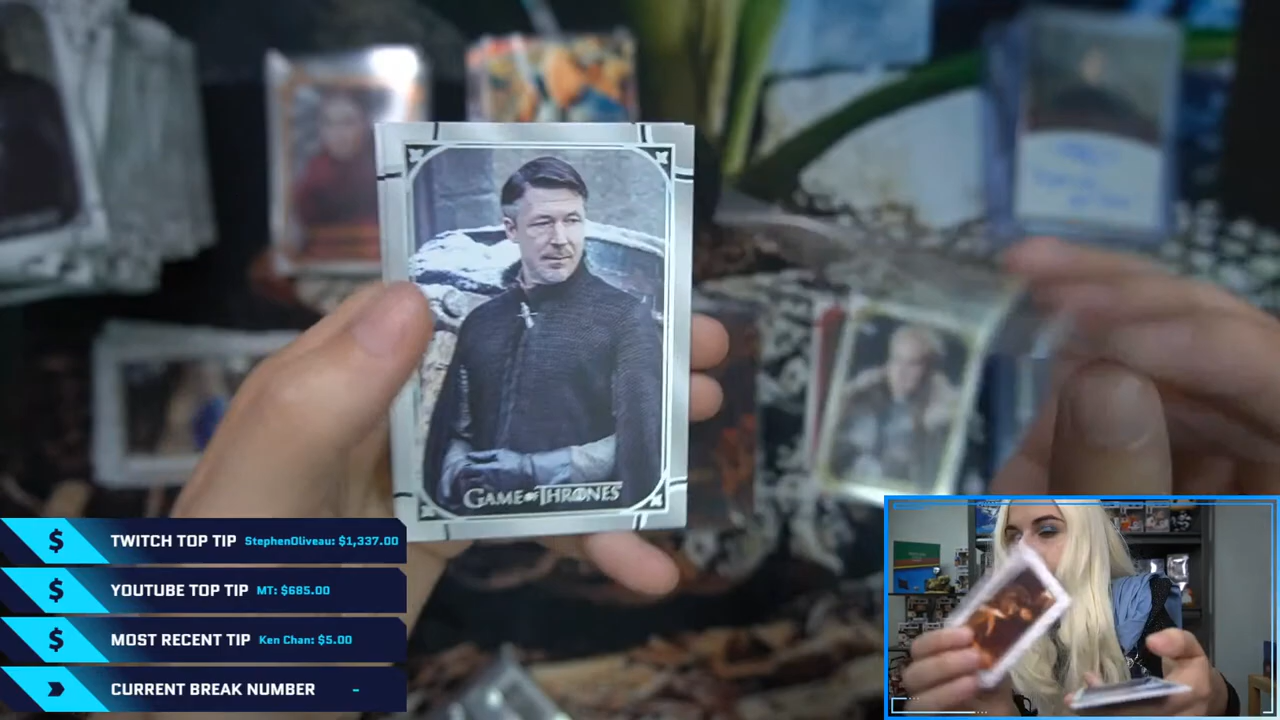 GAME OF THRONES
$ TWITCH TOP TIP StephenOliveau: $1,337.00
$ YOUTUBE TOP TIP MT: $685.00
$ MOST RECENT TIP Ken Chan: $5.00
CURRENT BREAK NUMBER -